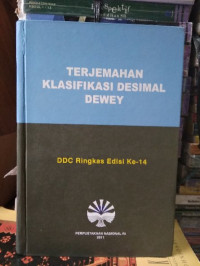 TERJEMAHAN
KLASIFIKASI DESIMAL
DEWEY
DDC Ringkas Edisi Ke-14
PERPUSTAKAAN NASIONAL RI
2011